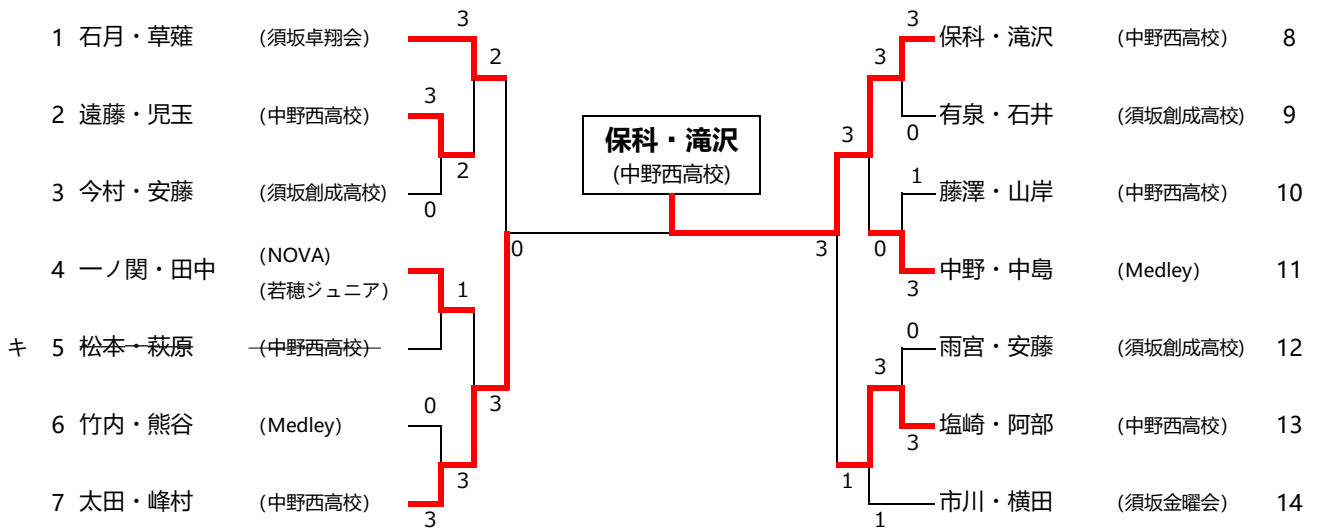 3
1 石月・草薙 (須坂卓翔会)
2
3
2 遠藤・児玉 (中野西高校)
2
3 今村・安藤 (須坂創成高校)
0
0
4 一ノ関・田中 (NOVA)
(若穂ジュニア)
1
キ 5 松本・萩原 (中野西高校)
3
0
6 竹内・熊谷 (Medley)
3
7 太田・峰村 (中野西高校)
3
保科・滝沢
(中野西高校)
3
保科・滝沢 (中野西高校) 8
3
有泉・石井 (須坂創成高校) 9
0
3
1
藤澤・山岸 (中野西高校) 10
3
0
中野・中島 (Medley) 11
3
0
雨宮・安藤 (須坂創成高校) 12
3
塩崎・阿部 (中野西高校) 13
3
1
市川・横田 (須坂金曜会) 14
1